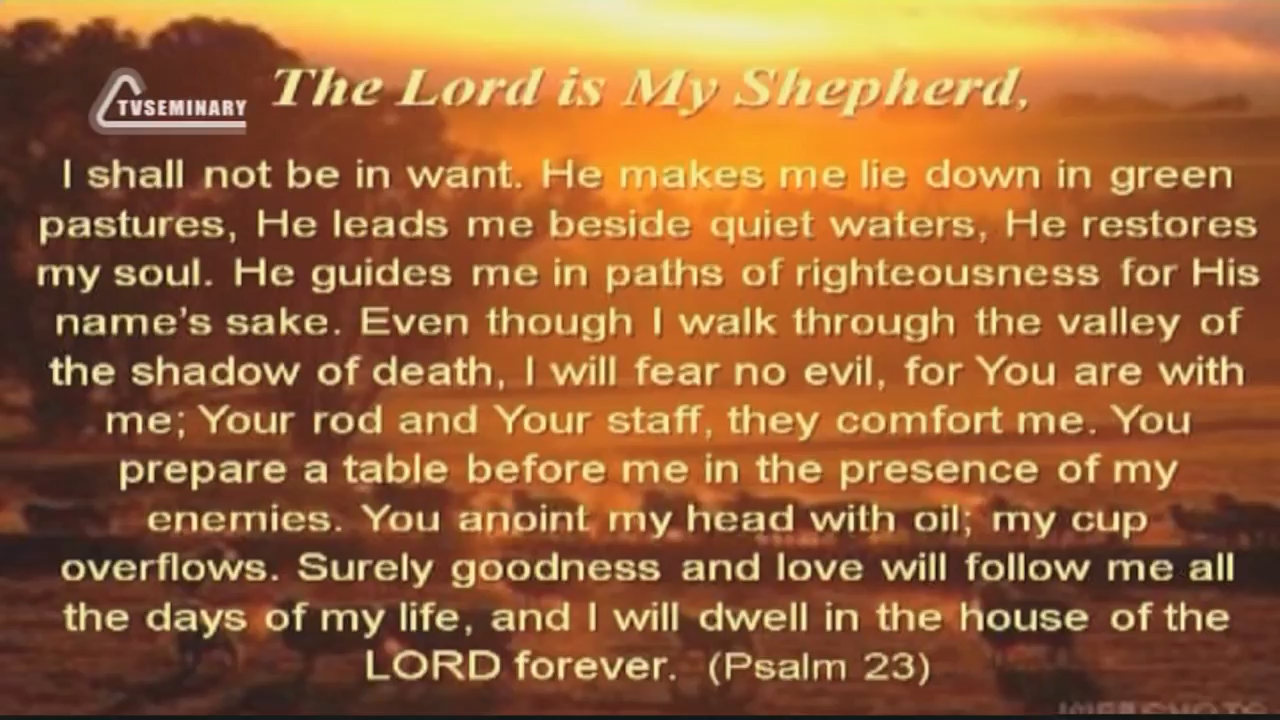 The Lord is My Shepherd,
TVSEMINARY
I shall not be in want. He makes me lie down in green
pastures, He leads me beside quiet waters, He restores
my soul. He guides me in paths of righteousness for His
name's sake. Even though I walk through the valley of
the shadow of death, I will fear no evil, for You are with
me; Your rod and Your staff, they comfort me. You
prepare a table before me in the presence of my
enemies. You anoint my head with oil; my cup
overflows. Surely goodness and love will follow me all
the days of my life, and I will dwell in the house of the
LORD forever. (Psalm 23)